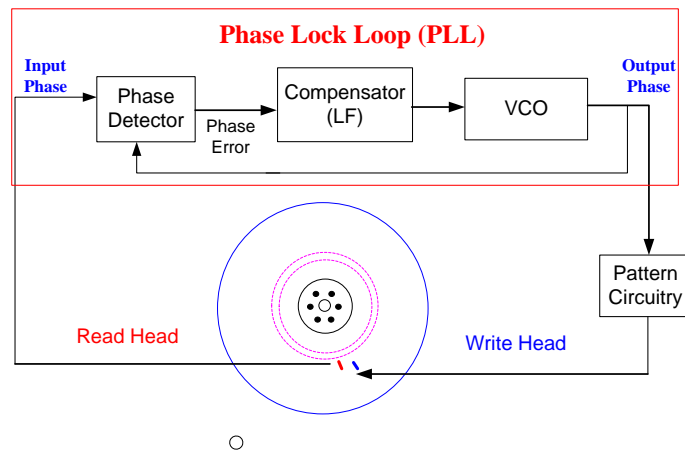 Phase Lock Loop (PLL)
Input
Phase
Output
Phase
Phase
Detector
Phase
Error
Compensator
(LF)
VCO
Pattern
Circuitry
Read Head
Write Head